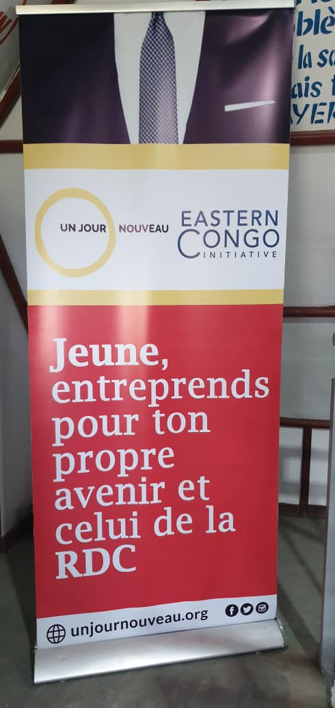 UN JOUR NOUVEAU
EASTERN
CONGO
INITIATIVE
Jeune,
entreprends
pour ton
propre
avenir et
celui de la
RDC
unjournouveau.org